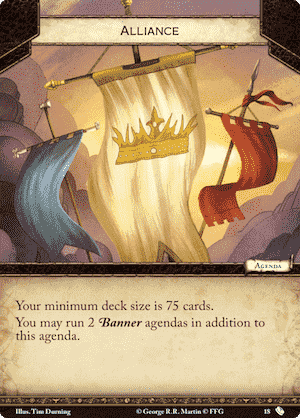 ALLIANCE
AGENDA
Your minimum deck size is 75 cards.
You may run 2 Banner agendas in addition to
this agenda.
Illus. Tim Durning
© George R.R. Martin © FFG
18